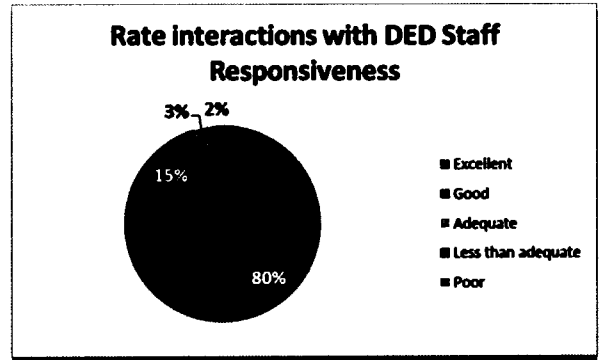 Rate interactions with DED Staff
Responsiveness
3% 2%
15%
80%
Excellent
Good
Adequate
Less than adequate
Poor